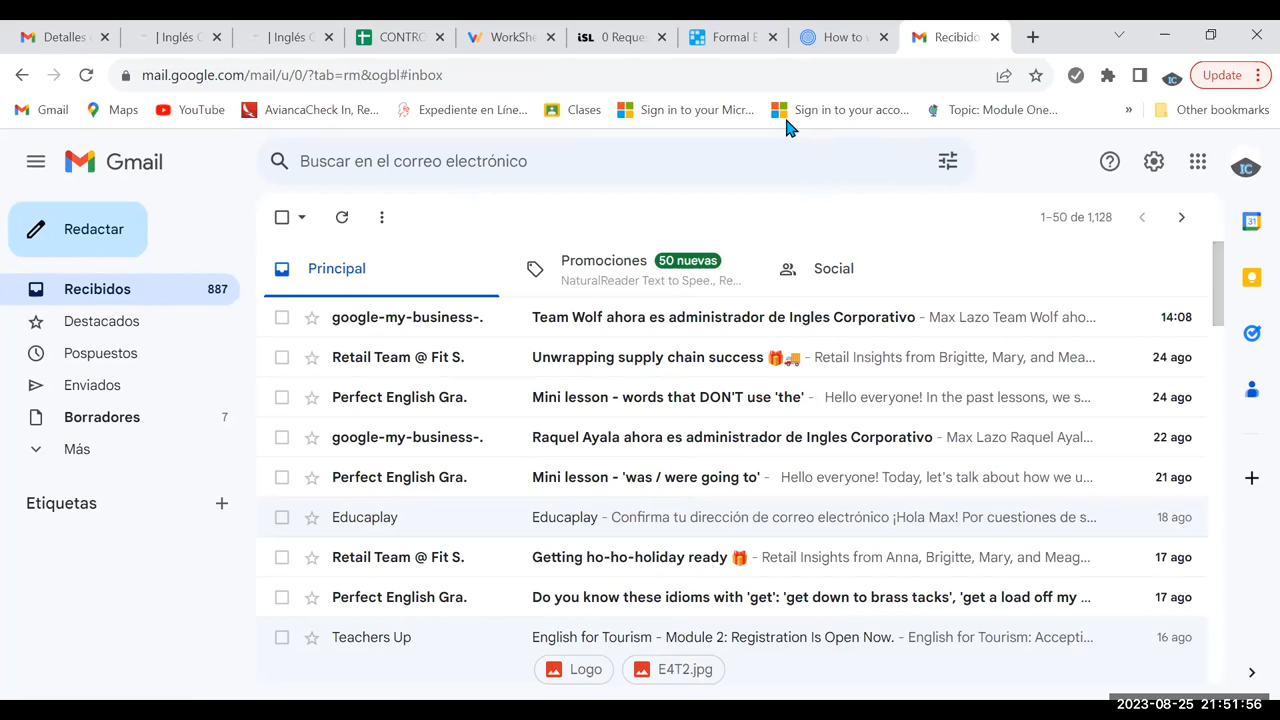 Detalles
| Inglés C
| Inglés C
CONTRO
WorkShe
iSL 0 Reques
Formal E
How to w
Recibido
mail.google.com/mail/u/0/?tab=rm&ogbl#inbox
Update
Gmail
Maps
YouTube
AviancaCheck In, Re...
Expediente en Líne...
Classes
Sign in to your Micr...
Sign in to your acco...
Topic: Module One...
»
Other bookmarks
Gmail
Buscar en el correo electrónico
IC
Redactar
1–50 de 1,128
Principal
Promociones 50 nuevas
NaturalReader Text to Spee., Re...
Social
Recibidos 887
Destacados
Pospuestos
Enviados
Borradores 7
Más
Etiquetas
google-my-business-. Team Wolf ahora es administrador de Ingles Corporativo - Max Lazo Team Wolf aho... 14:08
Retail Team @ Fit S. Unwrapping supply chain success 🎁🚚 - Retail Insights from Brigitte, Mary, and Mea... 24 ago
Perfect English Gra. Mini lesson - words that DON'T use 'the' - Hello everyone! In the past lessons, we s... 24 ago
google-my-business-. Raquel Ayala ahora es administrador de Ingles Corporativo - Max Lazo Raquel Ayal... 22 ago
Perfect English Gra. Mini lesson - 'was / were going to' - Hello everyone! Today, let's talk about how we u... 21 ago
Educaplay Educaplay - Confirma tu dirección de correo electrónico ¡Hola Max! Por cuestiones de s... 18 ago
Retail Team @ Fit S. Getting ho-ho-holiday ready 🎁 - Retail Insights from Anna, Brigitte, Mary, and Meag... 17 ago
Perfect English Gra. Do you know these idioms with 'get': 'get down to brass tacks', 'get a load off my ... 17 ago
Teachers Up English for Tourism - Module 2: Registration Is Open Now. - English for Tourism: Accepti... 16 ago
Logo
E4T2.jpg
31
2023-08-25 21:51:56